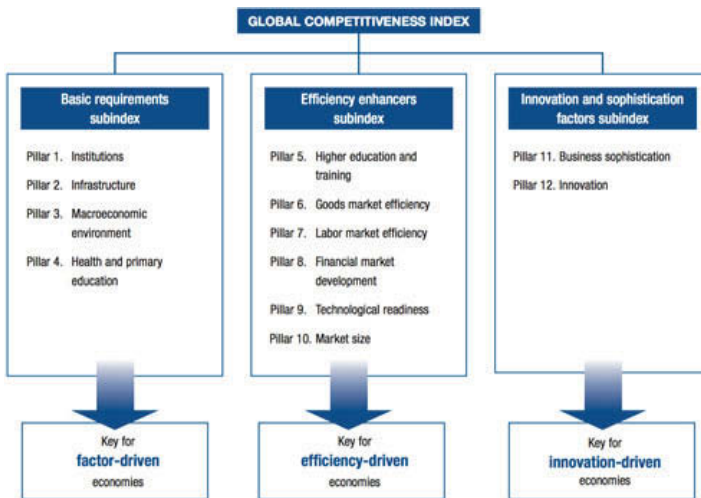 GLOBAL COMPETITIVENESS INDEX
Basic requirements
subindex
Pillar 1. Institutions
Pillar 2. Infrastructure
Pillar 3. Macroeconomic
environment
Pillar 4. Health and primary
education
Key for
factor-driven
economies
Efficiency enhancers
subindex
Pillar 5. Higher education and
training
Pillar 6. Goods market efficiency
Pillar 7. Labor market efficiency
Pillar 8. Financial market
development
Pillar 9. Technological readiness
Pillar 10. Market size
Key for
efficiency-driven
economies
Innovation and sophistication
factors subindex
Pillar 11. Business sophistication
Pillar 12. Innovation
Key for
innovation-driven
economies